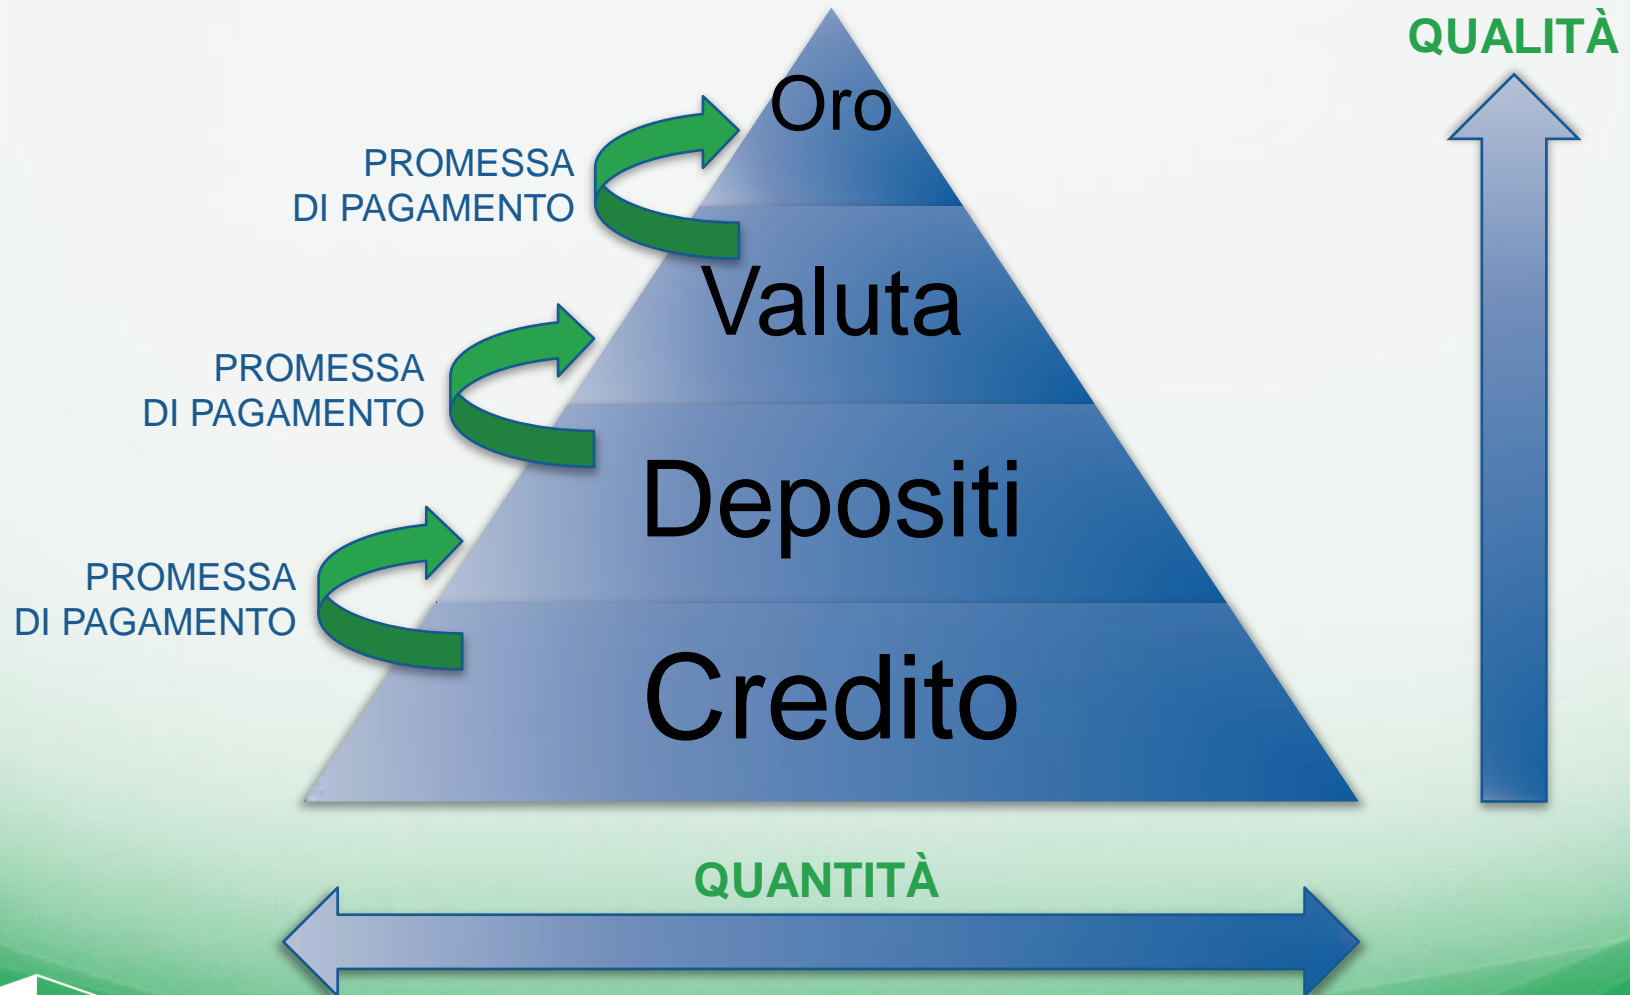 QUALITÀ
Oro
PROMESSA
DI PAGAMENTO
Valuta
PROMESSA
DI PAGAMENTO
Depositi
PROMESSA
DI PAGAMENTO
Credito
QUANTITÀ